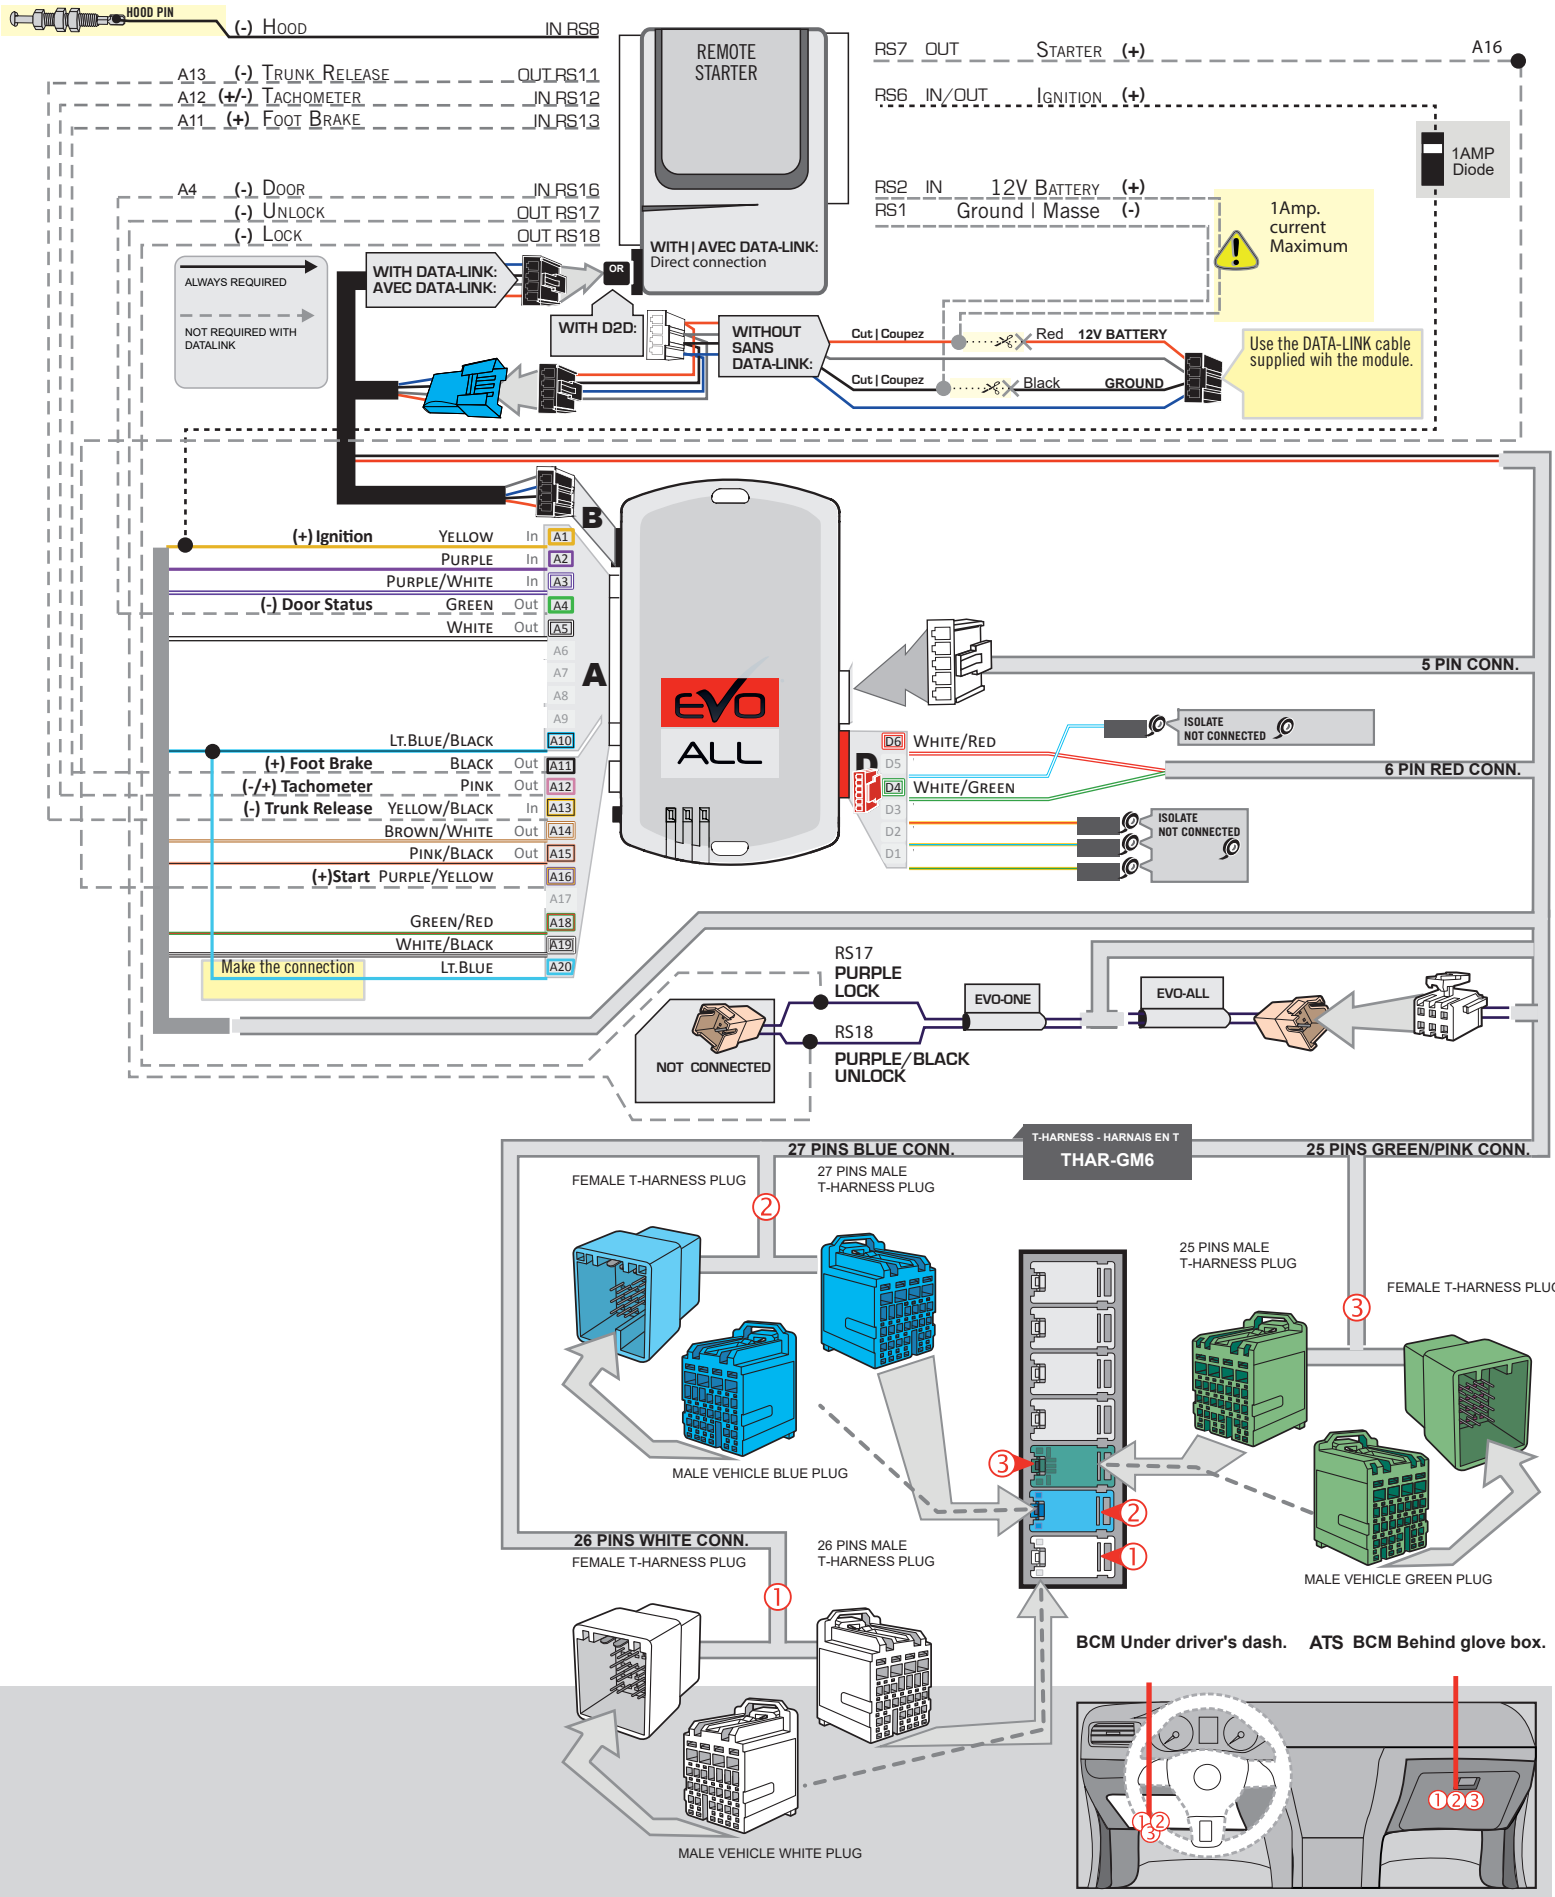 HOOD PIN
(-) HOOD IN RS8
A13 (-) TRUNK RELEASE OUT RS11
A12 (+/-) TACHOMETER IN RS12
A11 (+) FOOT BRAKE IN RS13
A4 (-) DOOR IN RS16
(-) UNLOCK OUT RS17
(-) LOCK OUT RS18
REMOTE
STARTER
WITH | AVEC DATA-LINK:
Direct connection
RS7 OUT STARTER (+) A16
RS6 IN/OUT IGNITION (+)
1AMP
Diode
RS2 IN 12V BATTERY (+)
RS1 Ground | Masse (-)
1Amp.
current
Maximum
ALWAYS REQUIRED
NOT REQUIRED WITH
DATALINK
WITH DATA-LINK:
AVEC DATA-LINK:
OR
WITH D2D:
WITHOUT
SANS
DATA-LINK:
Cut | Coupez Red 12V BATTERY
Cut | Coupez Black GROUND
Use the DATA-LINK cable
supplied wih the module.
B
A
D
(+) Ignition YELLOW In A1
PURPLE In A2
PURPLE/WHITE In A3
(-) Door Status GREEN Out A4
WHITE Out A5
A6
A7
A8
A9
LT.BLUE/BLACK A10
(+) Foot Brake BLACK Out A11
(-/+) Tachometer PINK Out A12
(-) Trunk Release YELLOW/BLACK In A13
BROWN/WHITE Out A14
PINK/BLACK Out A15
(+)Start PURPLE/YELLOW A16
A17
GREEN/RED A18
WHITE/BLACK A19
Make the connection LT.BLUE A20
EVO
ALL
5 PIN CONN.
D6 WHITE/RED
D5
D4 WHITE/GREEN
D3
D2
D1
ISOLATE
NOT CONNECTED
6 PIN RED CONN.
ISOLATE
NOT CONNECTED
RS17
PURPLE
LOCK
RS18
PURPLE/BLACK
UNLOCK
NOT CONNECTED
EVO-ONE
EVO-ALL
T-HARNESS - HARNAIS EN T
THAR-GM6
27 PINS BLUE CONN.
25 PINS GREEN/PINK CONN.
FEMALE T-HARNESS PLUG
2
27 PINS MALE
T-HARNESS PLUG
MALE VEHICLE BLUE PLUG
25 PINS MALE
T-HARNESS PLUG
3
FEMALE T-HARNESS PLUG
MALE VEHICLE GREEN PLUG
3
2
1
26 PINS WHITE CONN.
FEMALE T-HARNESS PLUG
1
26 PINS MALE
T-HARNESS PLUG
MALE VEHICLE WHITE PLUG
BCM Under driver's dash. ATS BCM Behind glove box.
1 2
3
1 2 3